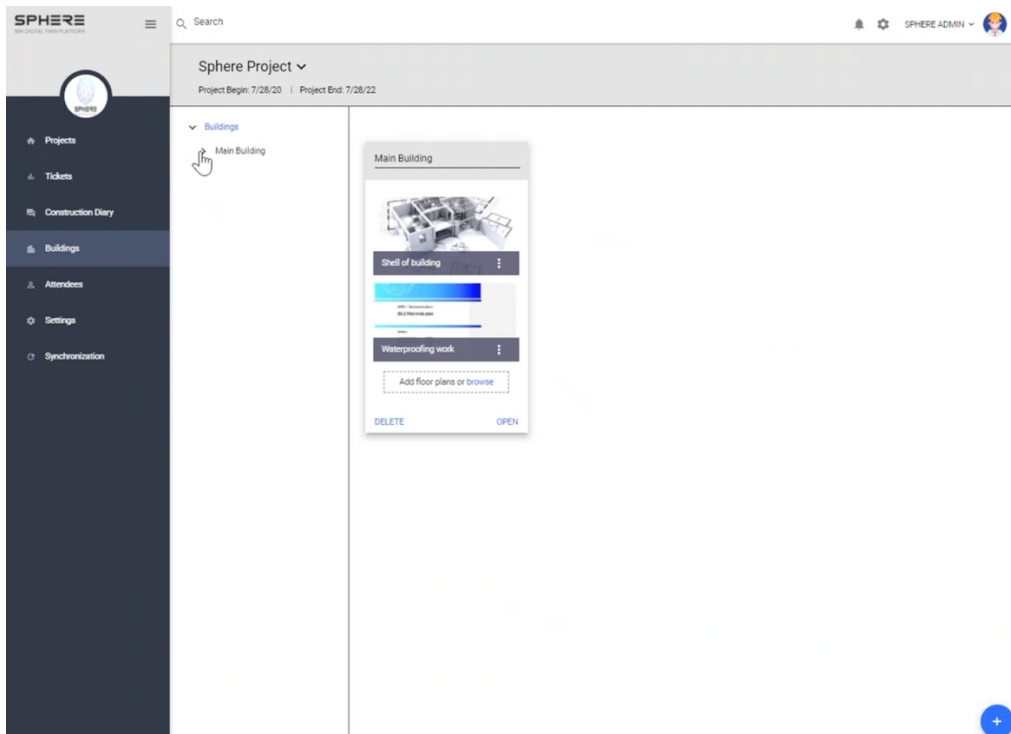 SPHERE
BIM DIGITAL TWIN PLATFORM
Search
SPHERE ADMIN
Sphere Project
Project Begin: 7/28/20 | Project End: 7/28/22
SPHERE
Projects
Tickets
Construction Diary
Buildings
Attendees
Settings
Synchronization
Buildings
Main Building
Main Building
Shell of building
Waterproofing work
Add floor plans or browse
DELETE
OPEN